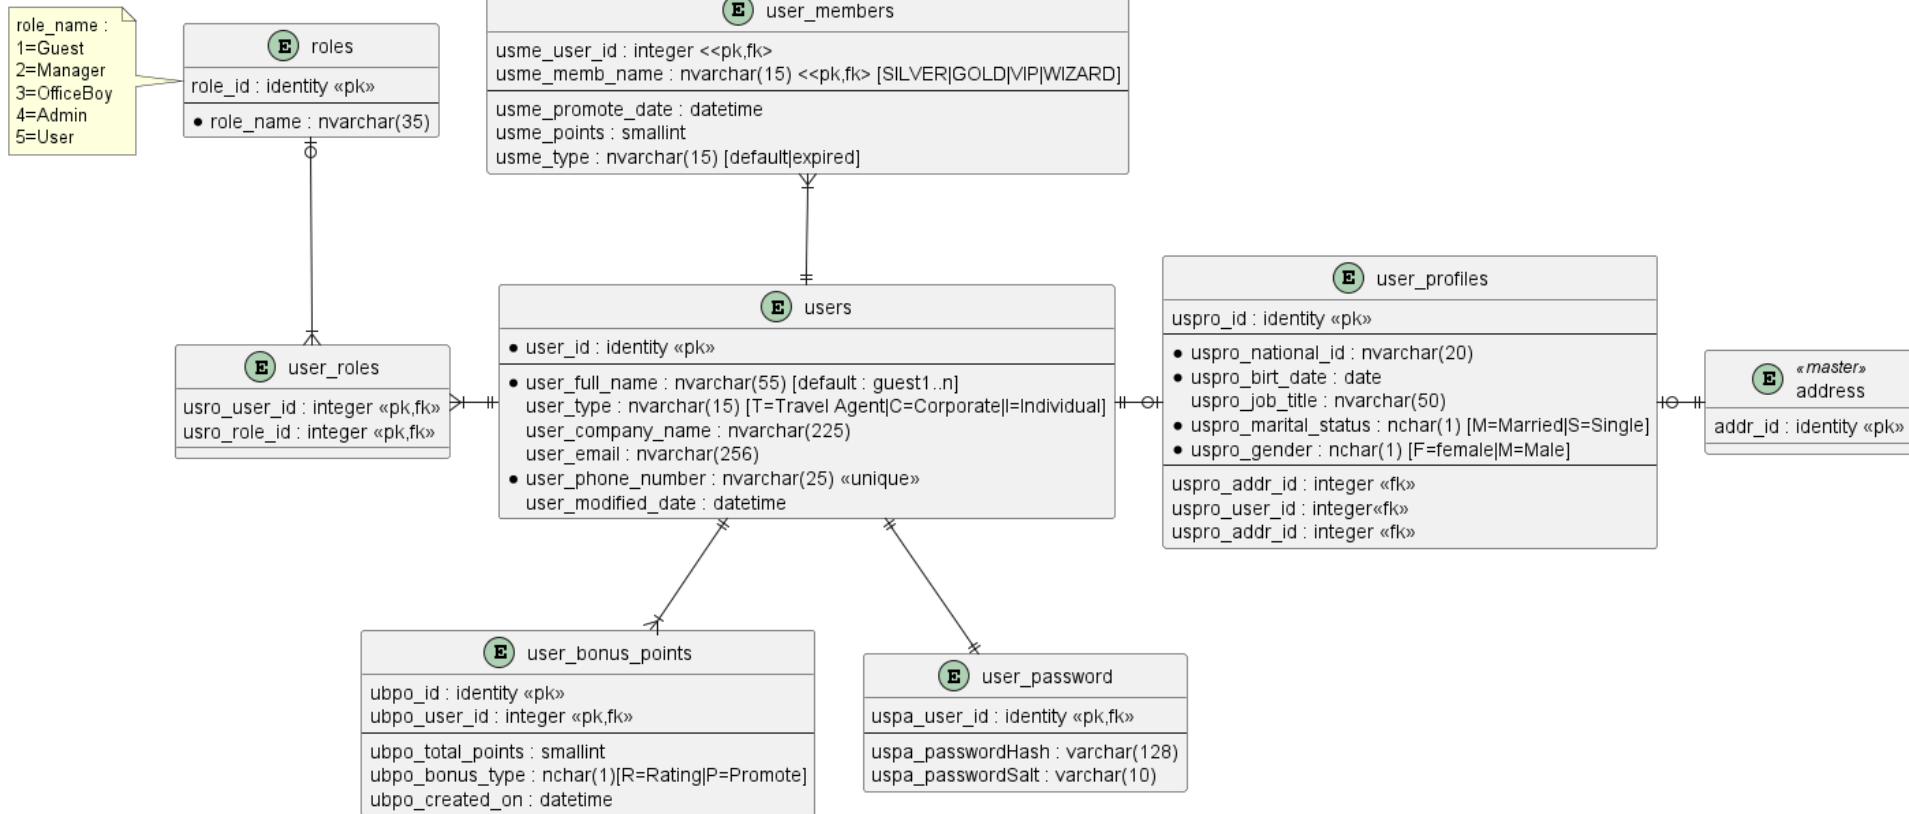 role_name :
1=Guest
2=Manager
3=OfficeBoy
4=Admin
5=User
E roles
role_id : identity «pk»
● role_name : nvarchar(35)
E user_members
usme_user_id : integer <<pk,fk>
usme_memb_name : nvarchar(15) <<pk,fk> [SILVER|GOLD|VIP|WIZARD]
usme_promote_date : datetime
usme_points : smallint
usme_type : nvarchar(15) [default|expired]
E user_roles
usro_user_id : integer «pk,fk»
usro_role_id : integer «pk,fk»
E users
● user_id : identity «pk»
● user_full_name : nvarchar(55) [default : guest1..n]
user_type : nvarchar(15) [T=Travel Agent|C=Corporate|I=Individual]
user_company_name : nvarchar(225)
user_email : nvarchar(256)
● user_phone_number : nvarchar(25) «unique»
user_modified_date : datetime
E user_profiles
uspro_id : identity «pk»
● uspro_national_id : nvarchar(20)
● uspro_birt_date : date
uspro_job_title : nvarchar(50)
● uspro_marital_status : nchar(1) [M=Married|S=Single]
● uspro_gender : nchar(1) [F=female|M=Male]
uspro_addr_id : integer «fk»
uspro_user_id : integer«fk»
uspro_addr_id : integer «fk»
«master»
E address
addr_id : identity «pk»
E user_bonus_points
ubpo_id : identity «pk»
ubpo_user_id : integer «pk,fk»
ubpo_total_points : smallint
ubpo_bonus_type : nchar(1)[R=Rating|P=Promote]
ubpo_created_on : datetime
E user_password
uspa_user_id : identity «pk,fk»
uspa_passwordHash : varchar(128)
uspa_passwordSalt : varchar(10)